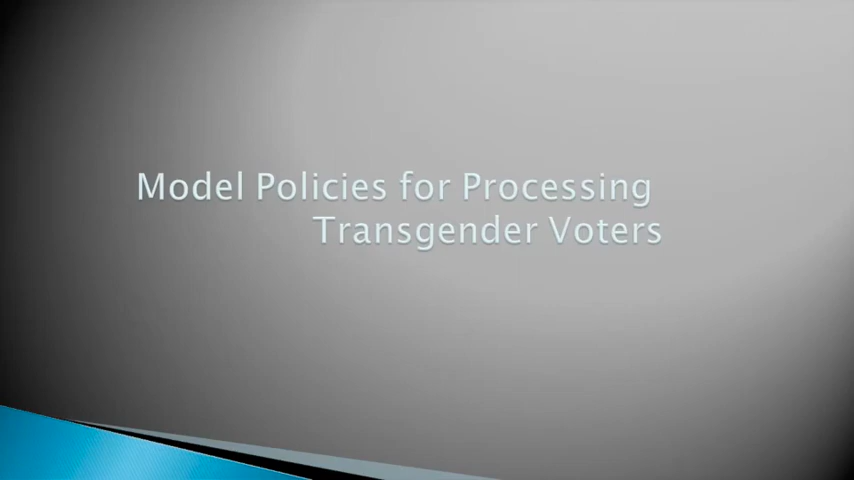 Model Policies for Processing
Transgender Voters